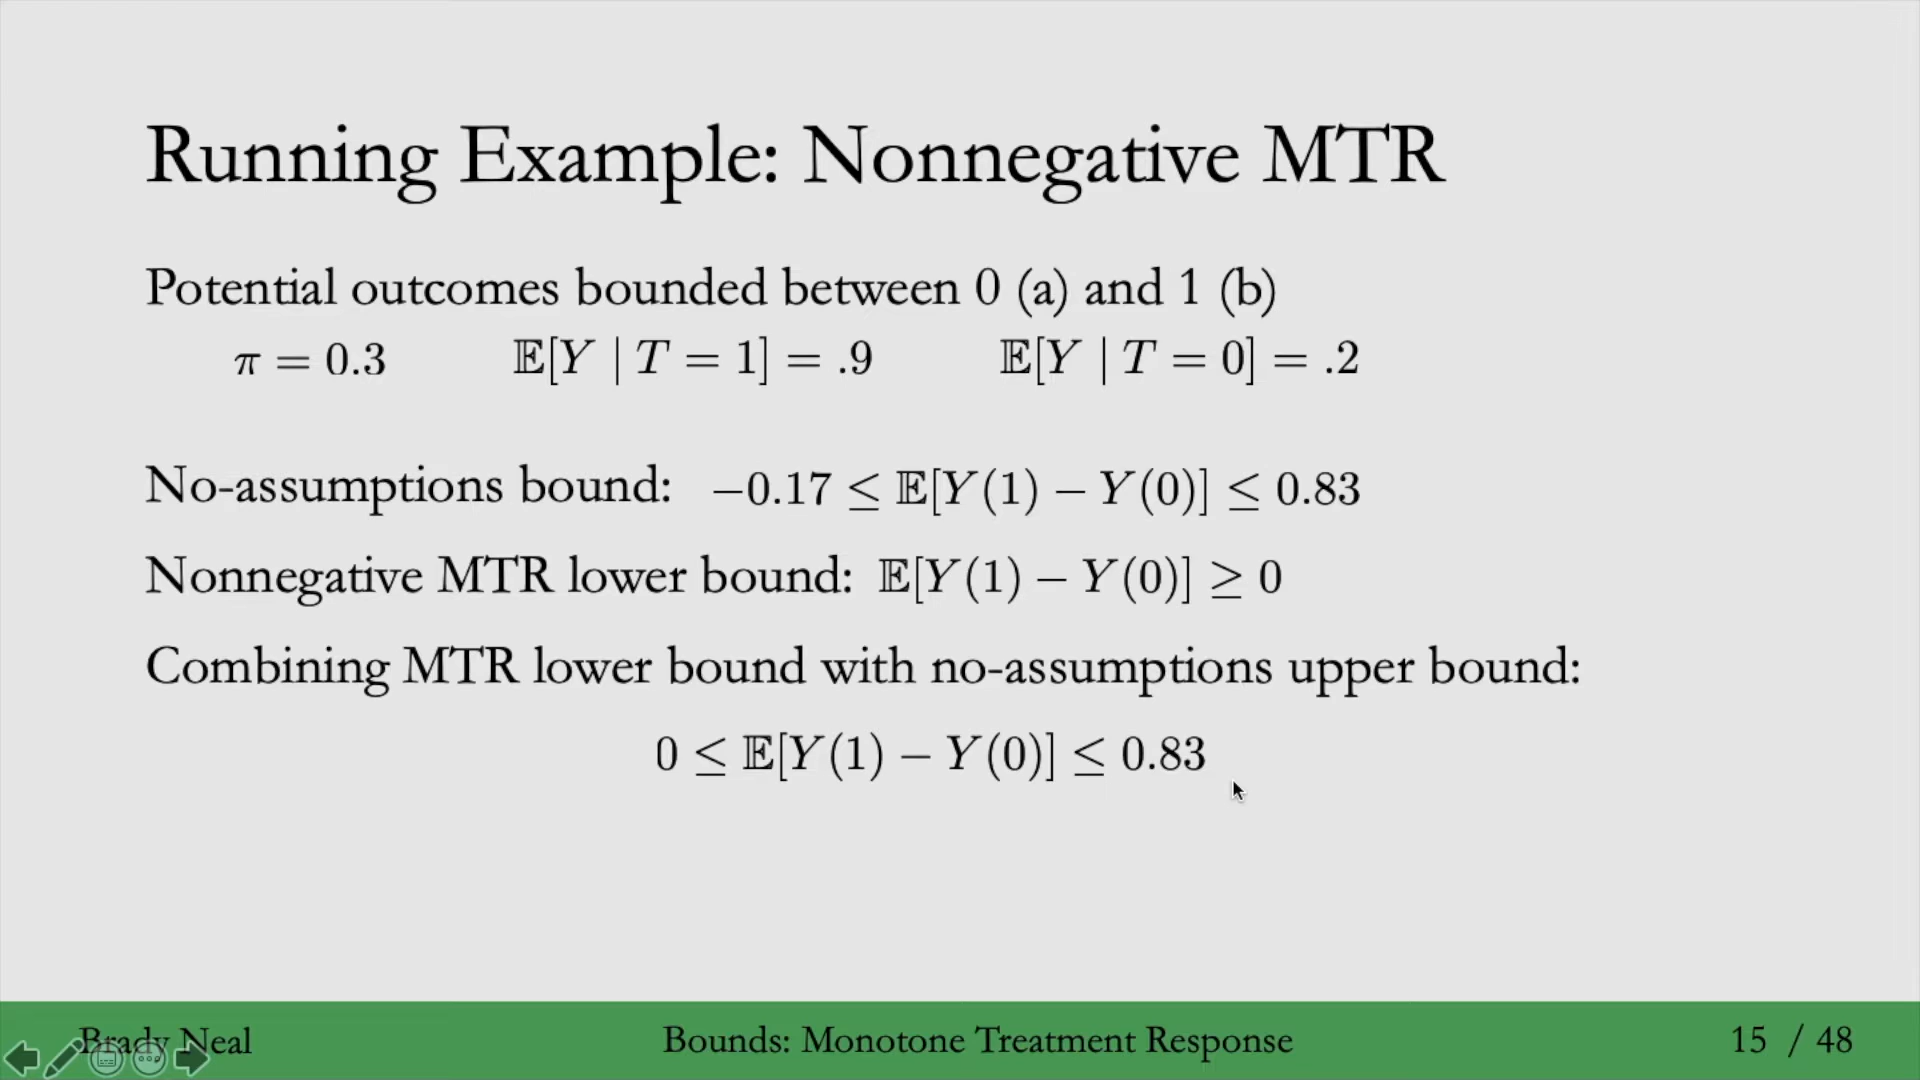 Running Example: Nonnegative MTR
Potential outcomes bounded between 0 (a) and 1 (b)
π = 0.3 𝔼[Y | T = 1] = .9 𝔼[Y | T = 0] = .2
No-assumptions bound: −0.17 ≤ 𝔼[Y(1) − Y(0)] ≤ 0.83
Nonnegative MTR lower bound: 𝔼[Y(1) − Y(0)] ≥ 0
Combining MTR lower bound with no-assumptions upper bound:
0 ≤ 𝔼[Y(1) − Y(0)] ≤ 0.83
Brady Neal Bounds: Monotone Treatment Response 15 / 48